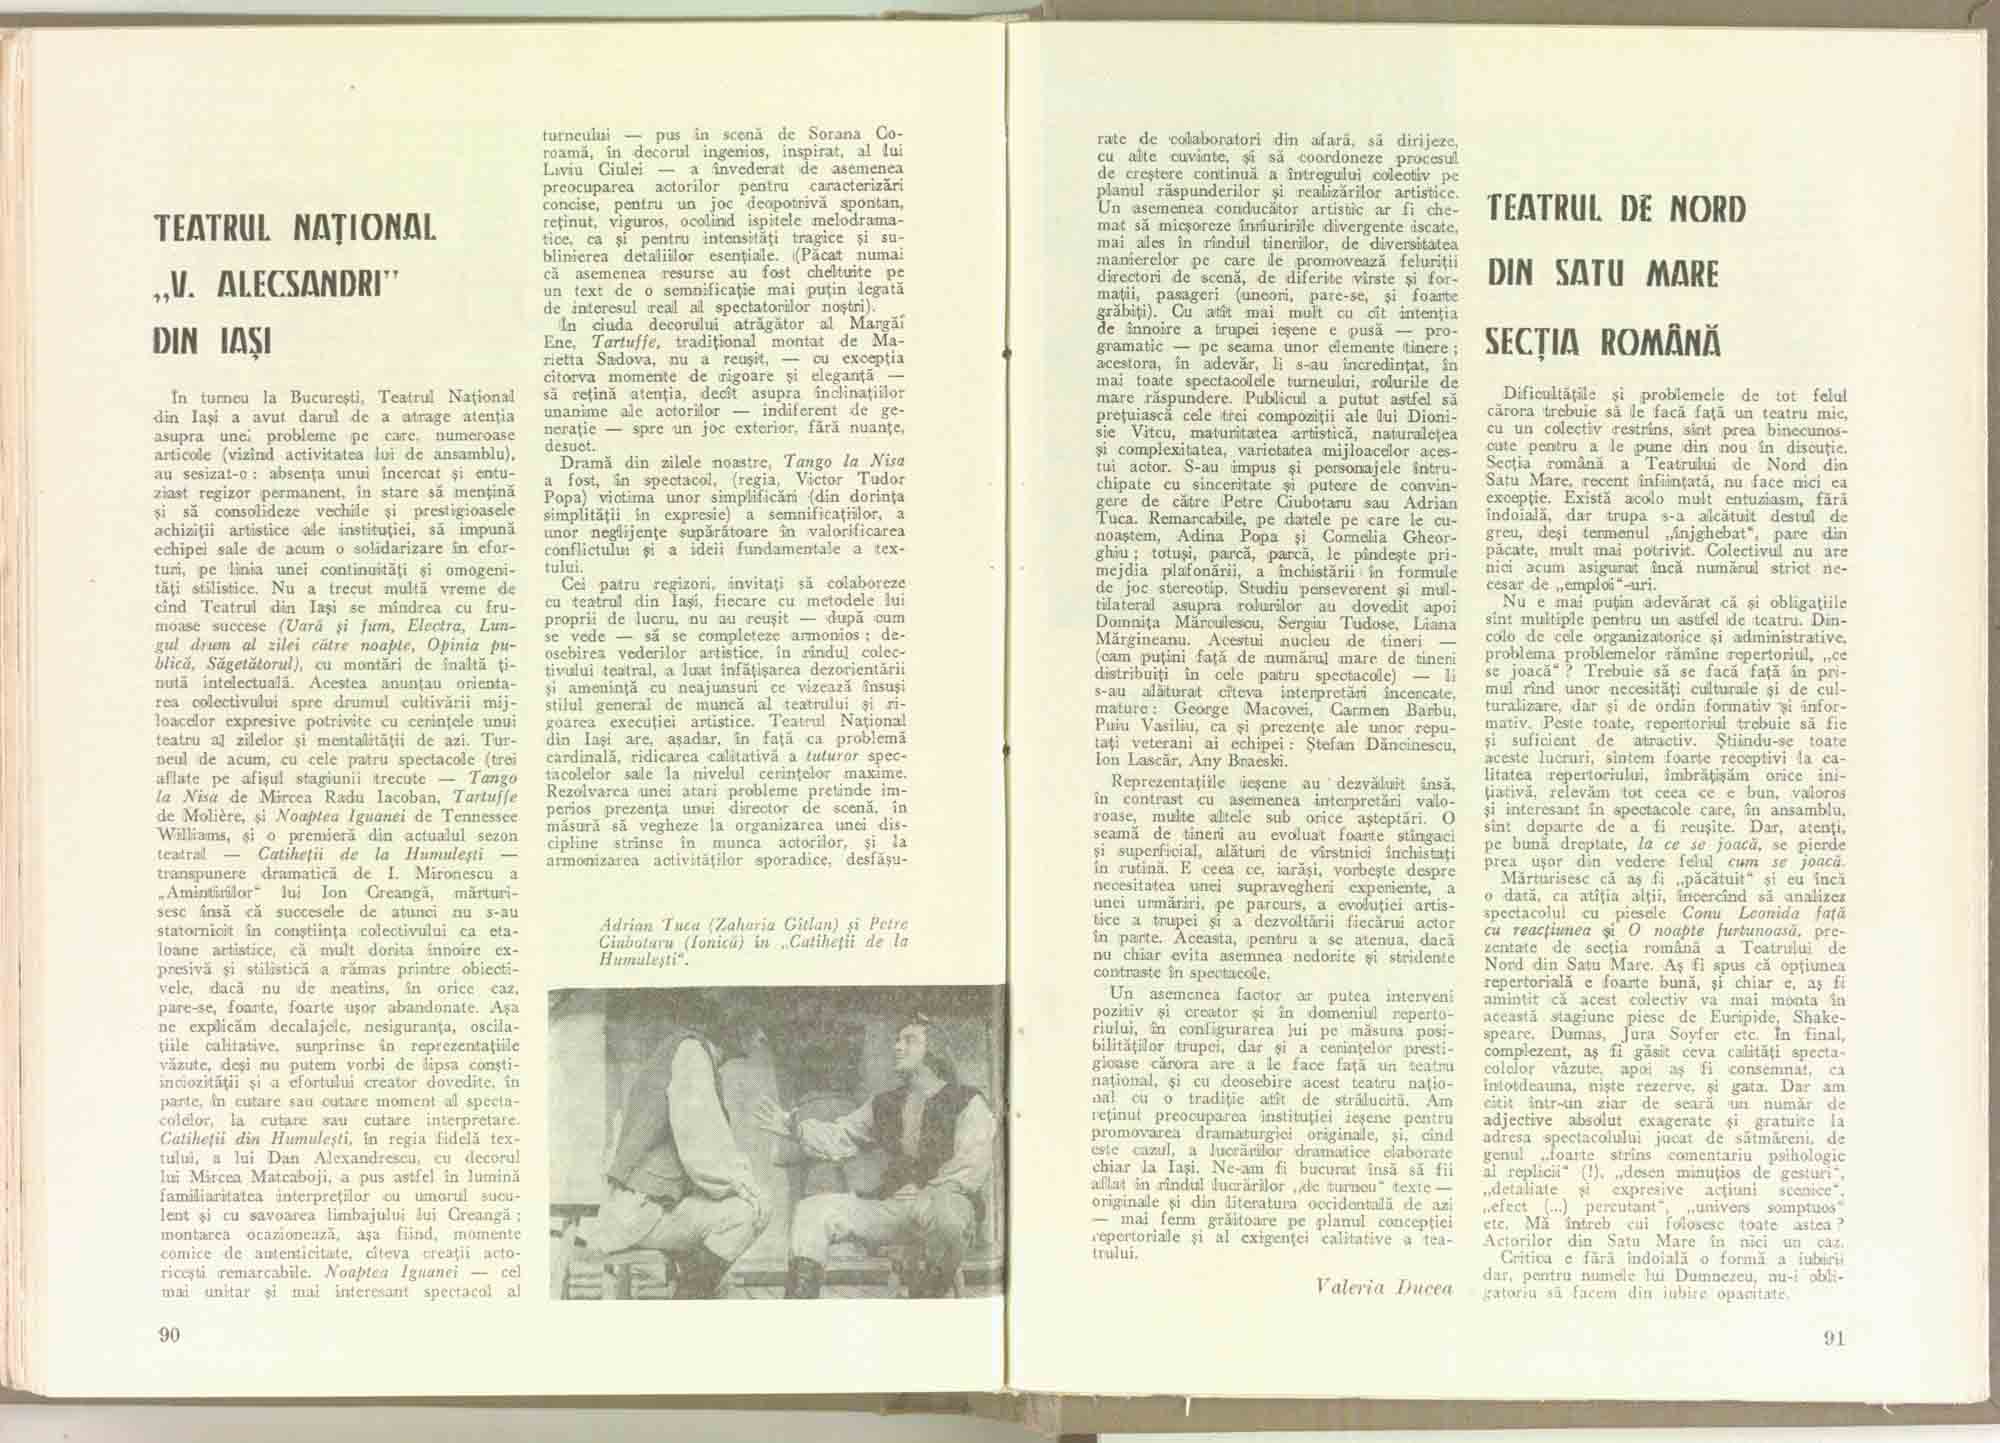 TEATRUL NAȚIONAL
„V. ALECSANDRI"
DIN IAȘI
În turneu la București, Teatrul Național
din Iași a avut darul de a atrage atenția
asupra unei probleme pe care, numeroase
articole (vizînd activitatea lui de ansamblu),
au sesizat-o : absența unui încercat și entu-
ziast regizor permanent, în stare să mențină
și să consolideze vechile și prestigioasele
achiziții artistice ale instituției, să impună
echipei sale de acum o solidarizare în efor-
turi, pe linia unei continuități și omogeni-
tăți stilistice. Nu a trecut multă vreme de
cînd Teatrul din Iași se mîndrea cu fru-
moase succese (Vară și fum, Electra, Lun-
gul drum al zilei către noapte, Opinia pu-
blică, Săgetătorul), cu montări de înaltă ți-
nută intelectuală. Acestea anunțau orienta-
rea colectivului spre drumul cultivării mij-
loacelor expresive potrivite cu cerințele unui
teatru al zilelor și mentalității de azi. Tur-
neul de acum, cu cele patru spectacole (trei
aflate pe afișul stagiunii trecute — Tango
la Nisa de Mircea Radu Iacoban, Tartuffe
de Molière, și Noaptea Iguanei de Tennessee
Williams, și o premieră din actualul sezon
teatral — Catiheții de la Humulești —
transpunere dramatică de I. Mironescu a
„Amintirilor" lui Ion Creangă, mărturi-
sesc însă că succesele de atunci nu s-au
statornicit în conștiința colectivului ca eta-
loane artistice, că mult dorita înnoire ex-
presivă și stilistică a rămas printre obiecti-
vele, dacă nu de neatins, în orice caz,
pare-se, foarte, foarte ușor abandonate. Așa
ne explicăm decalajele, nesiguranța, oscila-
țiile calitative, surprinse în reprezentațiile
văzute, deși nu putem vorbi de lipsa conști-
inciozității și a efortului creator dovedite, în
parte, în cutare sau cutare moment al specta-
colelor, la cutare sau cutare interpretare.
Catiheții din Humulești, în regia fidelă tex-
tului, a lui Dan Alexandrescu, cu decorul
lui Mircea Matcaboji, a pus astfel în lumină
familiaritatea interpreților cu umorul sucu-
lent și cu savoarea limbajului lui Creangă ;
montarea ocazionează, așa fiind, momente
comice de autenticitate, cîteva creații acto-
ricești remarcabile. Noaptea Iguanei — cel
mai unitar și mai interesant spectacol al
turneului — pus în scenă de Sorana Co-
roamă, în decorul ingenios, inspirat, al lui
Liviu Ciulei — a învederat de asemenea
preocuparea actorilor pentru caracterizări
concise, pentru un joc deopotrivă spontan,
reținut, viguros, ocolind ispitele melodrama-
tice, ca și pentru intensități tragice și su-
blinierea detaliilor esențiale. (Păcat numai
că asemenea resurse au fost cheltuite pe
un text de o semnificație mai puțin legată
de interesul real al spectatorilor noștri).
În ciuda decorului atrăgător al Margăi
Ene, Tartuffe, tradițional montat de Ma-
rietta Sadova, nu a reușit, — cu excepția
cîtorva momente de rigoare și eleganță —
să rețină atenția, decît asupra înclinațiilor
unanime ale actorilor — indiferent de ge-
nerație — spre un joc exterior, fără nuanțe,
desuet.
Dramă din zilele noastre, Tango la Nisa
a fost, în spectacol, (regia, Victor Tudor
Popa) victima unor simplificări (din dorința
simplității în expresie) a semnificațiilor, a
unor neglijențe supărătoare în valorificarea
conflictului și a ideii fundamentale a tex-
tului.
Cei patru regizori, invitați să colaboreze
cu teatrul din Iași, fiecare cu metodele lui
proprii de lucru, nu au reușit — după cum
se vede — să se completeze armonios ; de-
osebirea vederilor artistice, în rîndul colec-
tivului teatral, a luat înfățișarea dezorientării
și amenință cu neajunsuri ce vizează însuși
stilul general de muncă al teatrului și ri-
goarea execuției artistice. Teatrul Național
din Iași are, așadar, în față ca problemă
cardinală, ridicarea calitativă a tuturor spec-
tacolelor sale la nivelul cerințelor maxime.
Rezolvarea unei atari probleme pretinde im-
perios prezența unui director de scenă, în
măsură să vegheze la organizarea unei dis-
cipline strînse în munca actorilor, și la
armonizarea activităților sporadice, desfășu-
Adrian Tuca (Zaharia Gîtlan) și Petre
Ciubotaru (Ionică) în „Catiheții de la
Humulești".
90
rate de colaboratori din afară, să dirijeze,
cu alte cuvinte, și să coordoneze procesul
de creștere continuă a întregului colectiv pe
planul răspunderilor și realizărilor artistice.
Un asemenea conducător artistic ar fi che-
mat să micșoreze înrîuririle divergente iscate,
mai ales în rîndul tinerilor, de diversitatea
manierelor pe care le promovează feluriții
directori de scenă, de diferite vîrste și for-
mații, pasageri (uneori, pare-se, și foarte
grăbiți). Cu atît mai mult cu cît intenția
de înnoire a trupei ieșene e pusă — pro-
gramatic — pe seama unor elemente tinere ;
acestora, în adevăr, li s-au încredințat, în
mai toate spectacolele turneului, rolurile de
mare răspundere. Publicul a putut astfel să
prețuiască cele trei compoziții ale lui Dioni-
sie Vitcu, maturitatea artistică, naturalețea
și complexitatea, varietatea mijloacelor aces-
tui actor. S-au impus și personajele întru-
chipate cu sinceritate și putere de convin-
gere de către Petre Ciubotaru sau Adrian
Tuca. Remarcabile, pe datele pe care le cu-
noaștem, Adina Popa și Cornelia Gheor-
ghiu ; totuși, parcă, parcă, le pîndește pri-
mejdia plafonării, a închistării în formule
de joc stereotip. Studiu perseverent și mul-
tilateral asupra rolurilor au dovedit apoi
Domnița Mărculescu, Sergiu Tudose, Liana
Mărgineanu. Acestui nucleu de tineri —
(cam puțini față de numărul mare de tineri
distribuiți în cele patru spectacole) — li
s-au alăturat cîteva interpretări încercate,
mature : George Macovei, Carmen Barbu,
Puiu Vasiliu, ca și prezențe ale unor repu-
tați veterani ai echipei : Ștefan Dăncinescu,
Ion Lascăr, Any Braeski.
Reprezentațiile ieșene au dezvăluit însă,
în contrast cu asemenea interpretări valo-
roase, multe altele sub orice așteptări. O
seamă de tineri au evoluat foarte stîngaci
și superficial, alături de vîrstnici închistați
în rutină. E ceea ce, iarăși, vorbește despre
necesitatea unei supravegheri experiente, a
unei urmăriri, pe parcurs, a evoluției artis-
tice a trupei și a dezvoltării fiecărui actor
în parte. Aceasta, pentru a se atenua, dacă
nu chiar evita asemnea nedorite și stridente
contraste în spectacole.
Un asemenea factor ar putea interveni
pozitiv și creator și în domeniul reperto-
riului, în configurarea lui pe măsura posi-
bilităților trupei, dar și a cerințelor presti-
gioase cărora are a le face față un teatru
național, și cu deosebire acest teatru națio-
nal cu o tradiție atît de strălucită. Am
reținut preocuparea instituției ieșene pentru
promovarea dramaturgiei originale, și, cînd
este cazul, a lucrărilor dramatice elaborate
chiar la Iași. Ne-am fi bucurat însă să fi
aflat în rîndul lucrărilor „de turneu" texte —
originale și din literatura occidentală de azi
— mai ferm grăitoare pe planul concepției
repertoriale și al exigenței calitative a tea-
trului.
Valeria Ducea
TEATRUL DE NORD
DIN SATU MARE
SECȚIA ROMÂNĂ
Dificultățile și problemele de tot felul
cărora trebuie să le facă față un teatru mic,
cu un colectiv restrîns, sînt prea binecunos-
cute pentru a le pune din nou în discuție.
Secția română a Teatrului de Nord din
Satu Mare, recent înființată, nu face nici ea
excepție. Există acolo mult entuziasm, fără
îndoială, dar trupa s-a alcătuit destul de
greu, deși termenul „înjghebat", pare din
păcate, mult mai potrivit. Colectivul nu are
nici acum asigurat încă numărul strict ne-
cesar de „emploi"-uri.
Nu e mai puțin adevărat că și obligațiile
sînt multiple pentru un astfel de teatru. Din-
colo de cele organizatorice și administrative,
problema problemelor rămîne repertoriul, „ce
se joacă" ? Trebuie să se facă față în pri-
mul rînd unor necesități culturale și de cul-
turalizare, dar și de ordin formativ și infor-
mativ. Peste toate, repertoriul trebuie să fie
și suficient de atractiv. Știindu-se toate
aceste lucruri, sîntem foarte receptivi la ca-
litatea repertoriului, îmbrățișăm orice ini-
țiativă, relevăm tot ceea ce e bun, valoros
și interesant în spectacole care, în ansamblu,
sînt departe de a fi reușite. Dar, atenți,
pe bună dreptate, la ce se joacă, se pierde
prea ușor din vedere felul cum se joacă.
Mărturisesc că aș fi „păcătuit" și eu încă
o dată, ca atîția alții, încercînd să analizez
spectacolul cu piesele Conu Leonida față
cu reacțiunea și O noapte furtunoasă, pre-
zentate de secția română a Teatrului de
Nord din Satu Mare. Aș fi spus că opțiunea
repertorială e foarte bună, și chiar e, aș fi
amintit că acest colectiv va mai monta în
această stagiune piese de Euripide, Shake-
speare, Dumas, Jura Soyfer etc. În final,
complezent, aș fi găsit ceva calități specta-
colelor văzute, apoi aș fi consemnat, ca
întotdeauna, niște rezerve, și gata. Dar am
citit într-un ziar de seară un număr de
adjective absolut exagerate și gratuite la
adresa spectacolului jucat de sătmăreni, de
genul „foarte strîns comentariu psihologic
al replicii" (!), „desen minuțios de gesturi",
„detaliate și expresive acțiuni scenice",
„efect (...) percutant", „univers somptuos"
etc. Mă întreb cui folosesc toate astea ?
Actorilor din Satu Mare în nici un caz.
Critica e fără îndoială o formă a iubirii
dar, pentru numele lui Dumnezeu, nu-i obli-
gatoriu să facem din iubire opacitate.
91